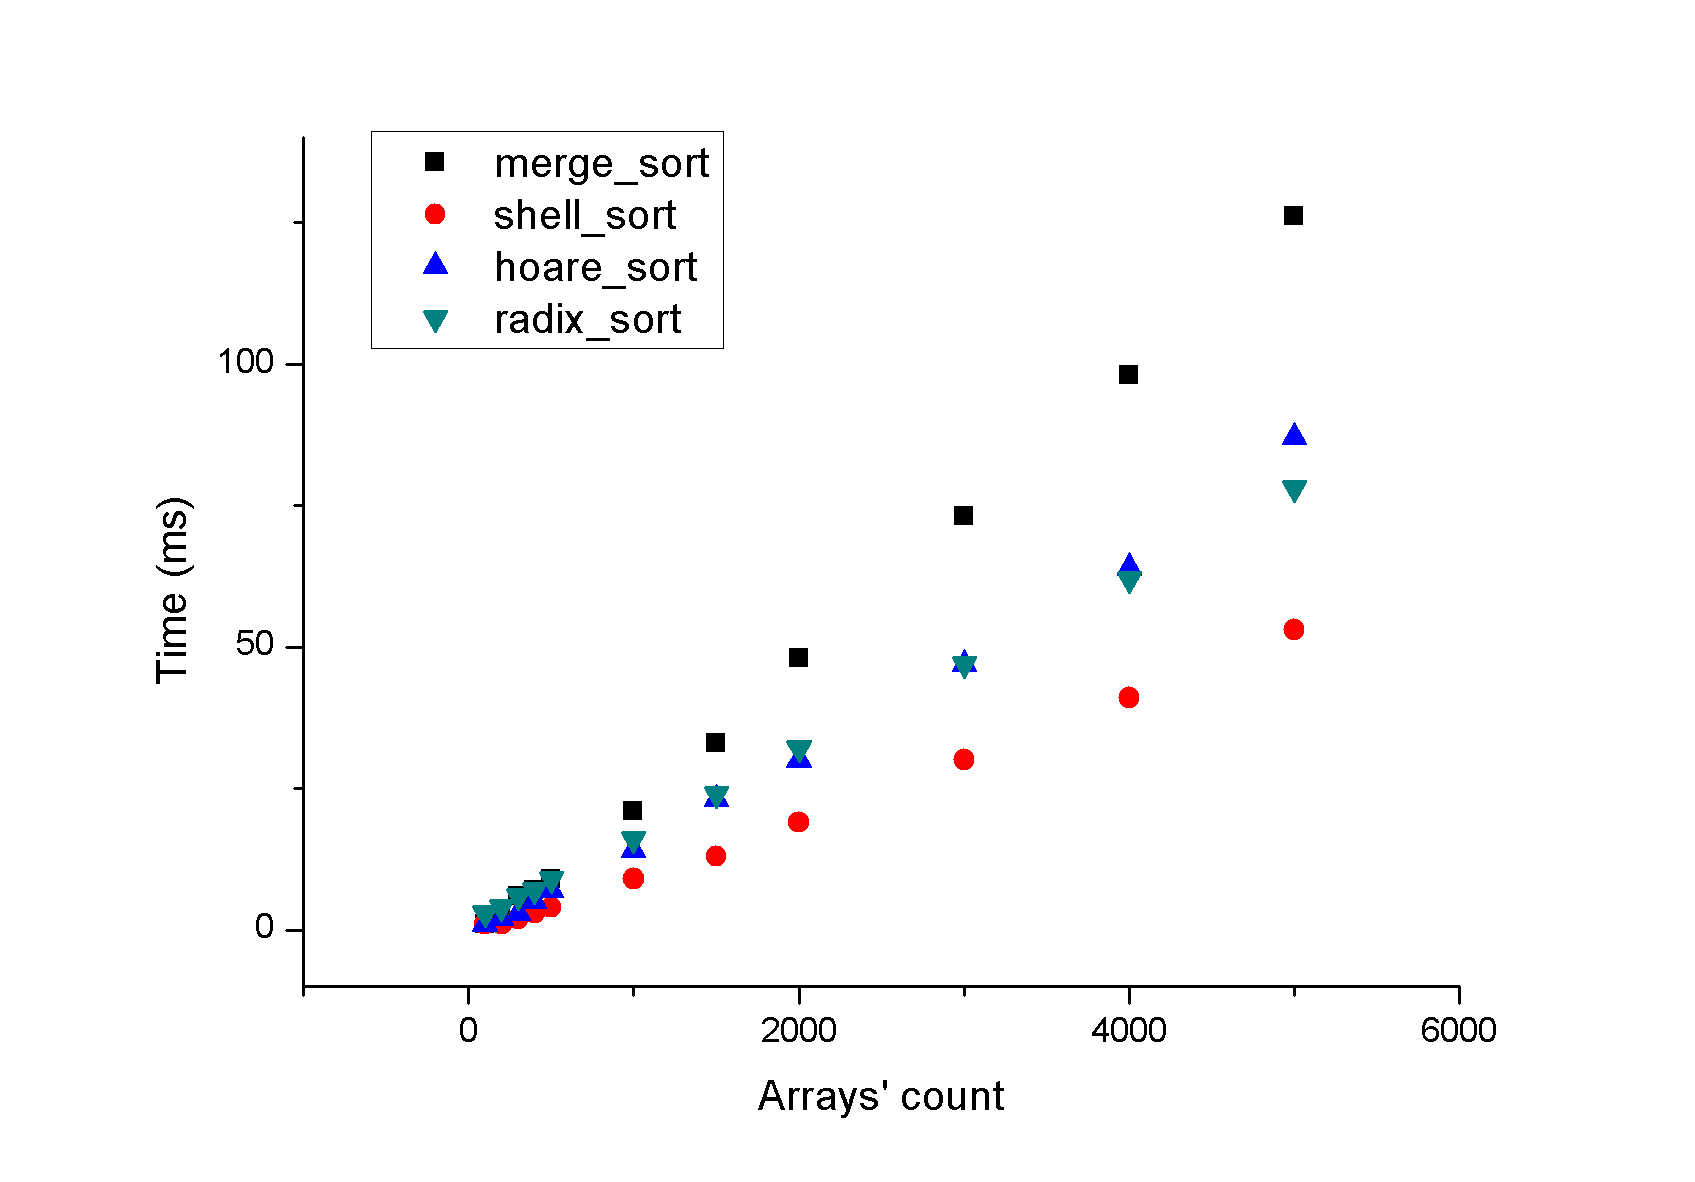 merge_sort
shell_sort
hoare_sort
radix_sort
100
50
0
Time (ms)
0 2000 4000 6000
Arrays' count